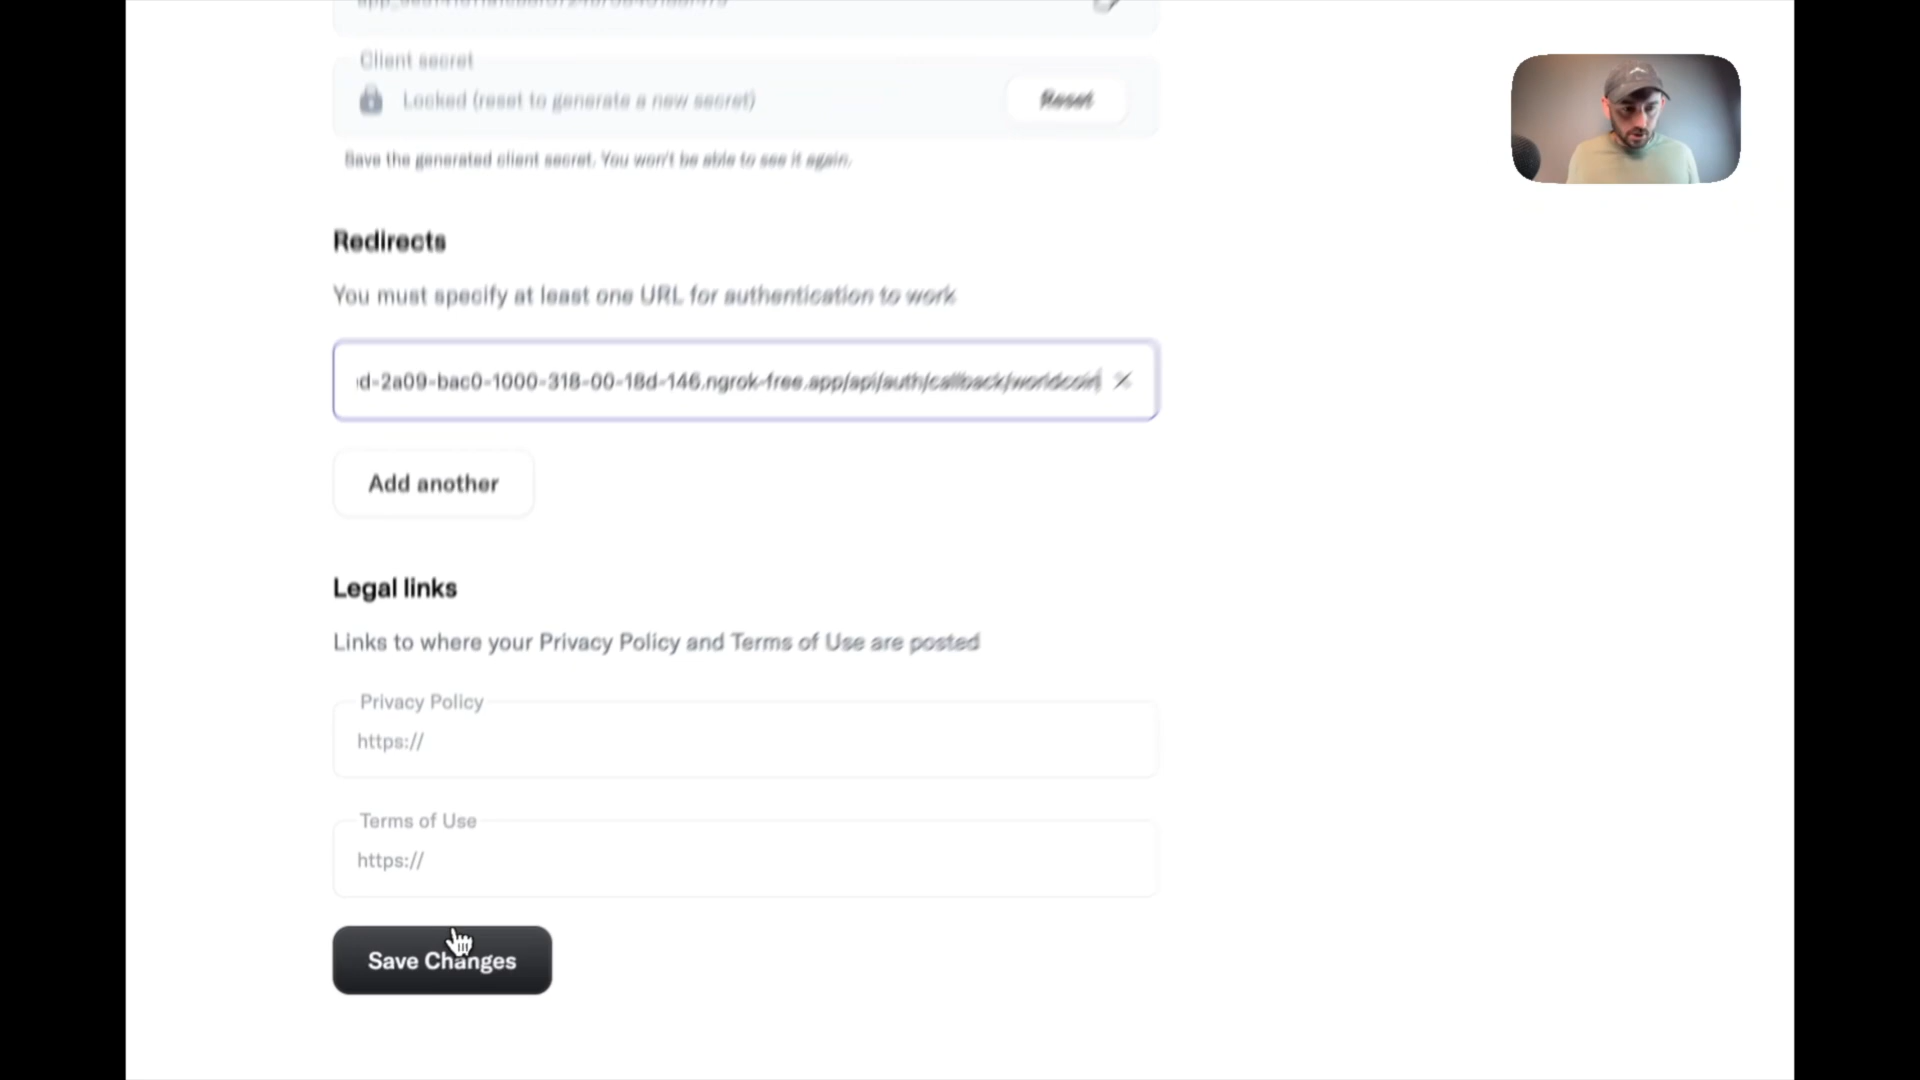 Client secret
Locked (reset to generate a new secret)
Reset
Save the generated client secret. You won't be able to see it again.
Redirects
You must specify at least one URL for authentication to work
d-2a09-bac0-1000-318-00-18d-146.ngrok-free.app/api/auth/callback/worldcoin
Add another
Legal links
Links to where your Privacy Policy and Terms of Use are posted
Privacy Policy
https://
Terms of Use
https://
Save Changes